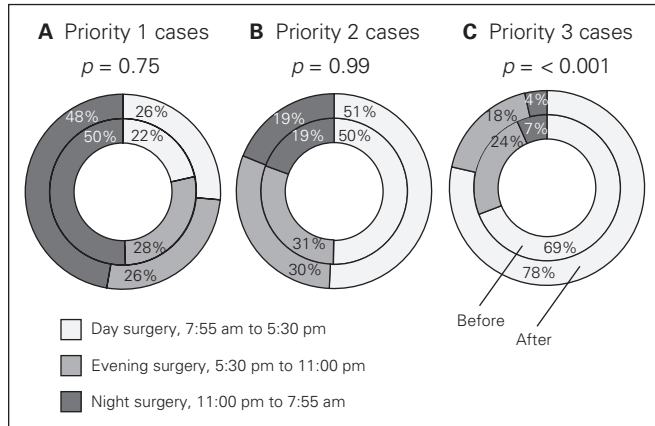 A Priority 1 cases
p = 0.75
48%
26%
50%
22%
28%
26%
B Priority 2 cases
p = 0.99
19%
51%
19%
50%
31%
30%
C Priority 3 cases
p = < 0.001
4%
18%
7%
24%
69%
78%
Before
After
Day surgery, 7:55 am to 5:30 pm
Evening surgery, 5:30 pm to 11:00 pm
Night surgery, 11:00 pm to 7:55 am